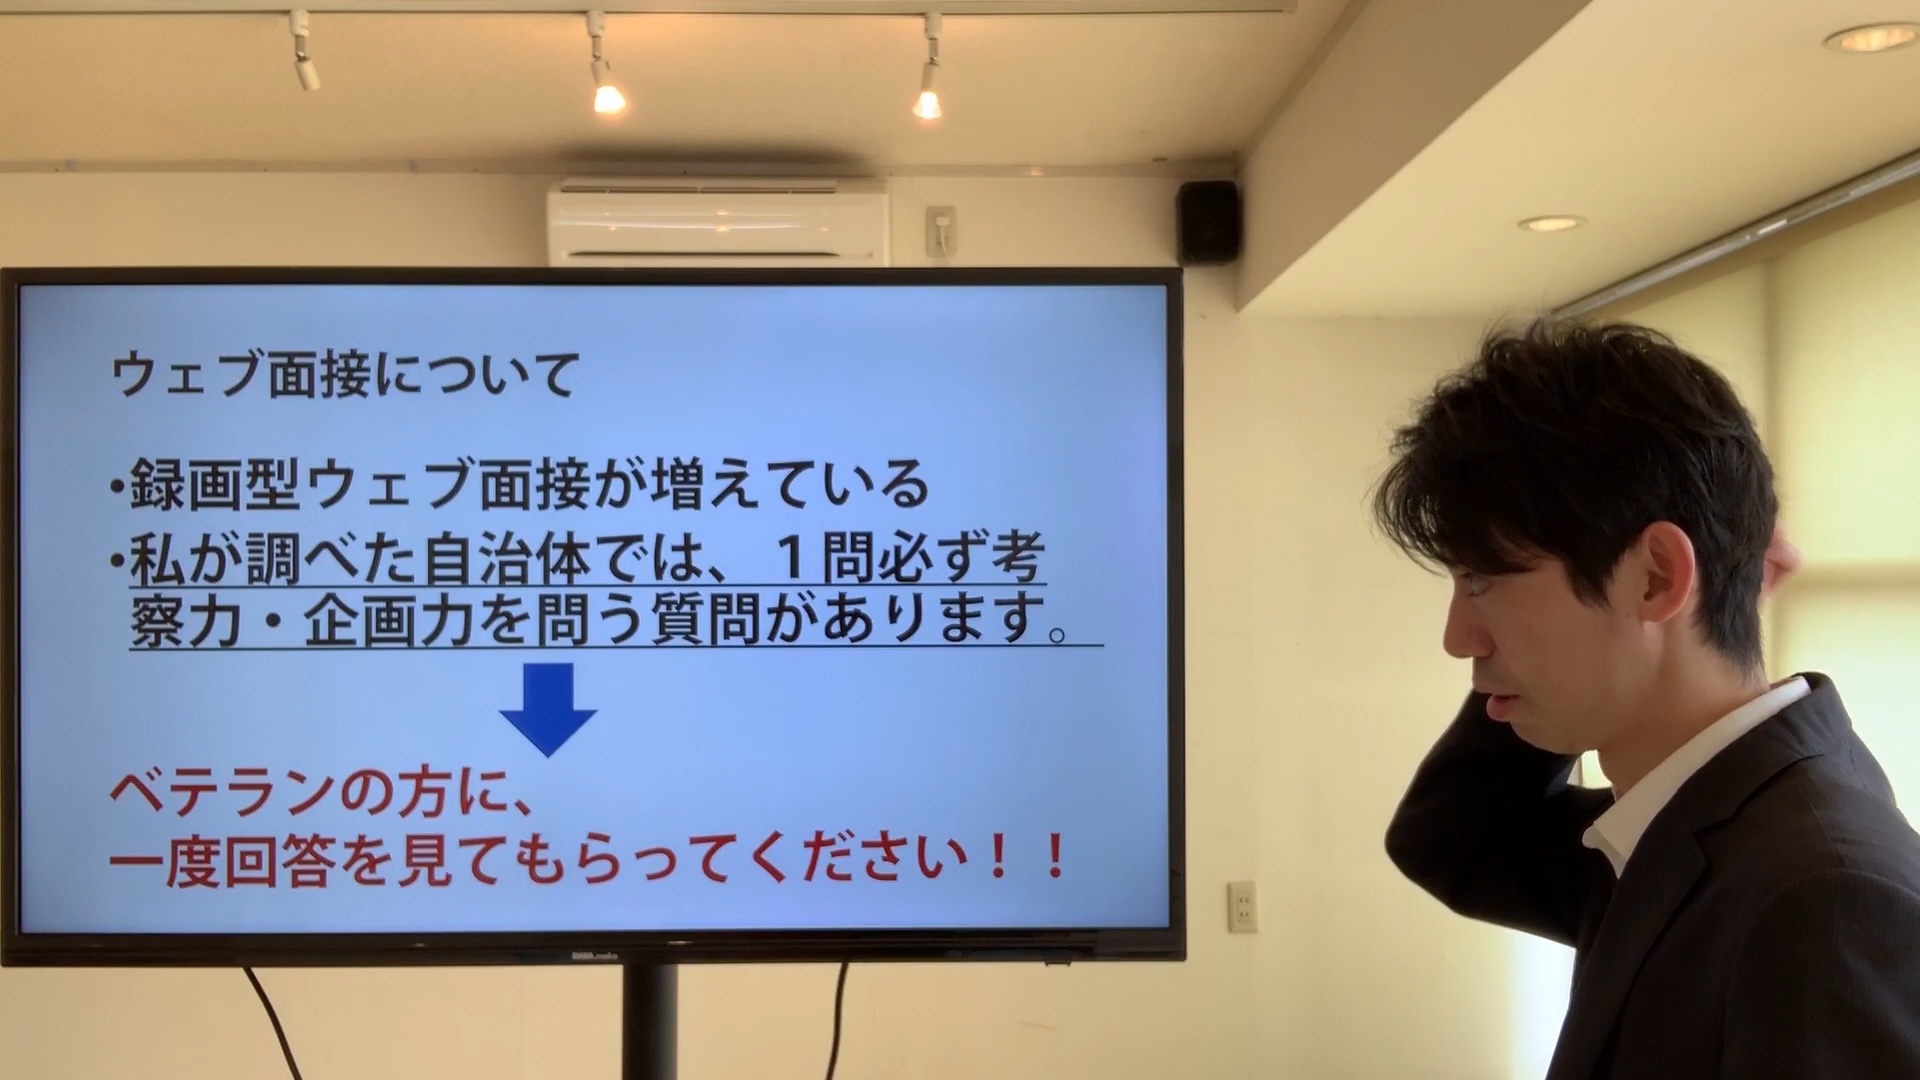 ウェブ面接について
・録画型ウェブ面接が増えている
・私が調べた自治体では、１問必ず考
察力・企画力を問う質問があります。
ベテランの方に、
一度回答を見てもらってください！！